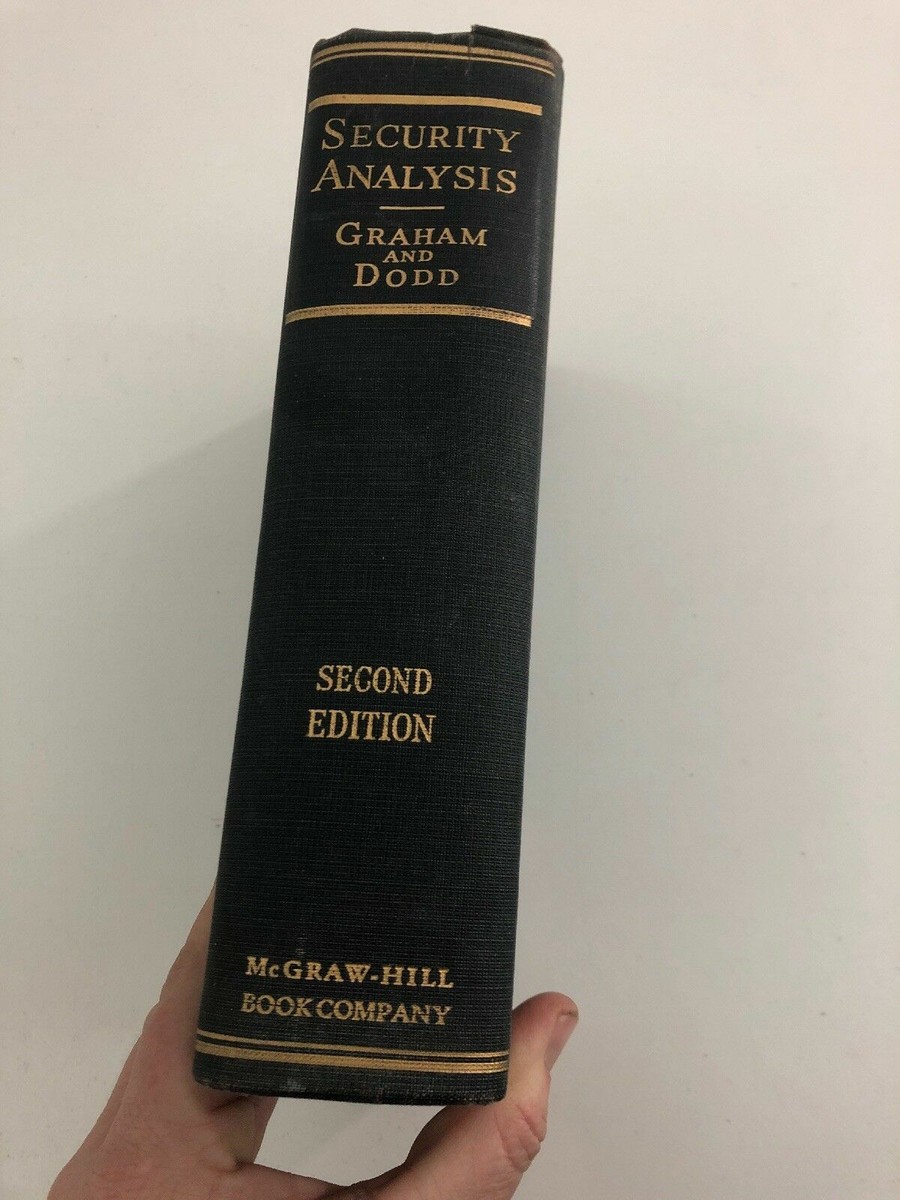 SECURITY
ANALYSIS
GRAHAM
AND
DODD
SECOND
EDITION
McGRAW-HILL
BOOK COMPANY